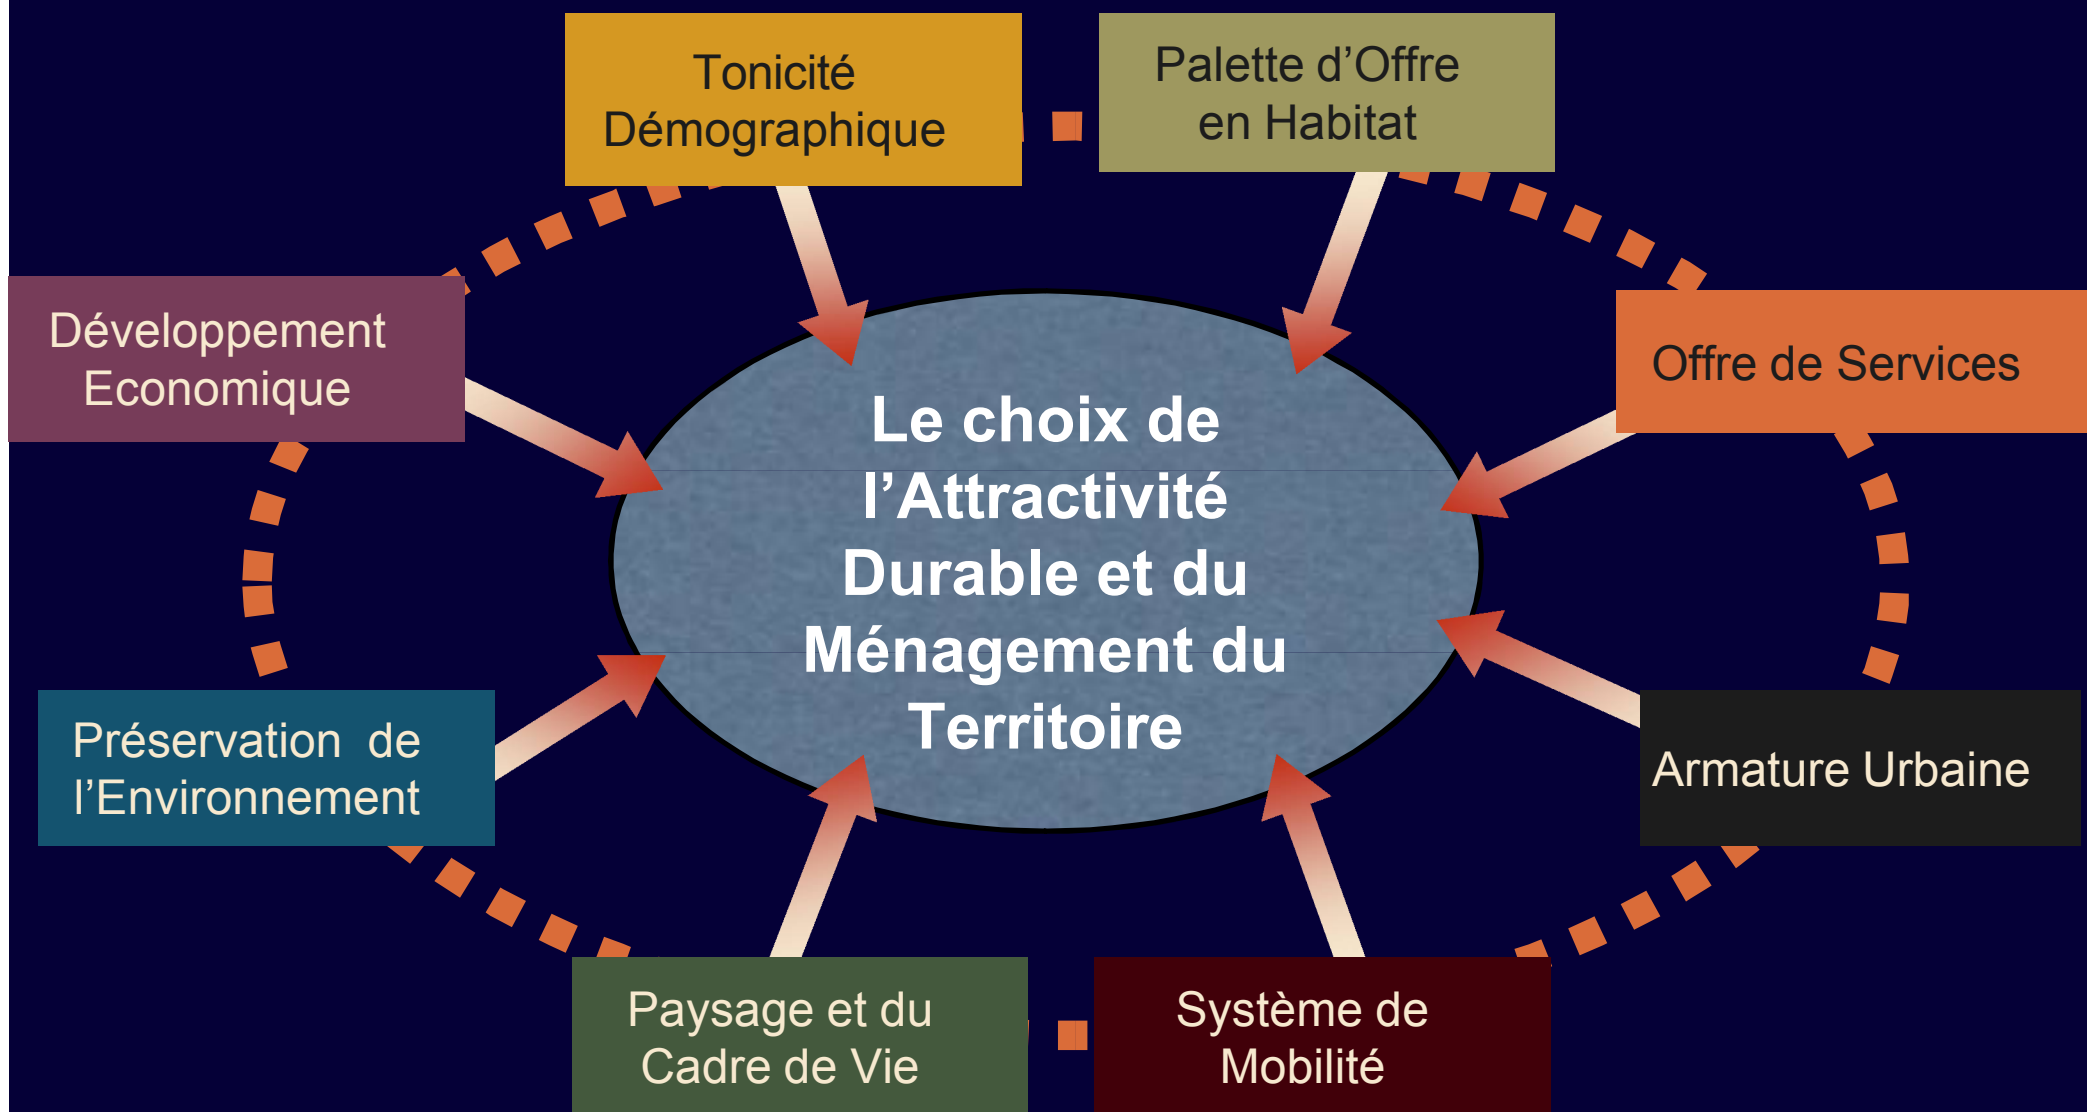 Tonicité
Démographique
Palette d’Offre
en Habitat
Développement
Economique
Offre de Services
Le choix de
l’Attractivité
Durable et du
Ménagement du
Territoire
Préservation  de
l’Environnement
Armature Urbaine
Paysage et du
Cadre de Vie
Système de
Mobilité